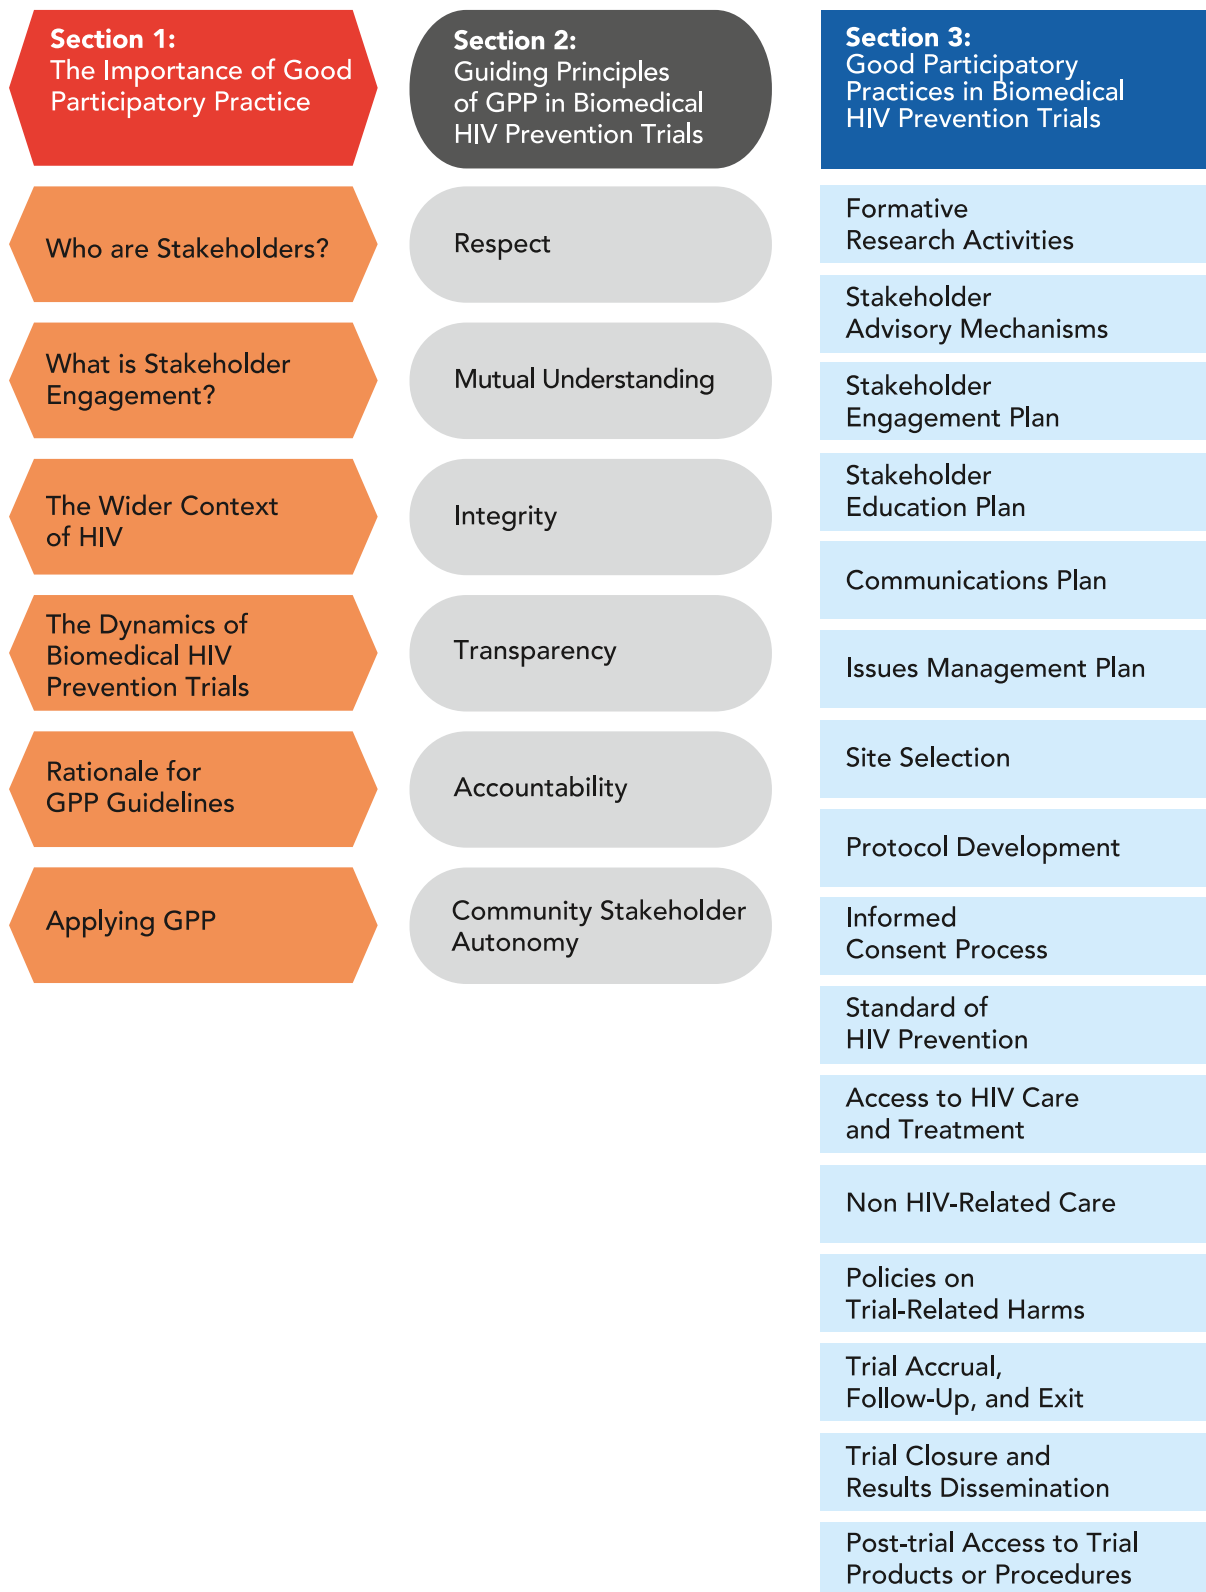 Section 1:
The Importance of Good
Participatory Practice
Who are Stakeholders?
What is Stakeholder
Engagement?
The Wider Context
of HIV
The Dynamics of
Biomedical HIV
Prevention Trials
Rationale for
GPP Guidelines
Applying GPP
Section 2:
Guiding Principles
of GPP in Biomedical
HIV Prevention Trials
Respect
Mutual Understanding
Integrity
Transparency
Accountability
Community Stakeholder
Autonomy
Section 3:
Good Participatory
Practices in Biomedical
HIV Prevention Trials
Formative
Research Activities
Stakeholder
Advisory Mechanisms
Stakeholder
Engagement Plan
Stakeholder
Education Plan
Communications Plan
Issues Management Plan
Site Selection
Protocol Development
Informed
Consent Process
Standard of
HIV Prevention
Access to HIV Care
and Treatment
Non HIV-Related Care
Policies on
Trial-Related Harms
Trial Accrual,
Follow-Up, and Exit
Trial Closure and
Results Dissemination
Post-trial Access to Trial
Products or Procedures